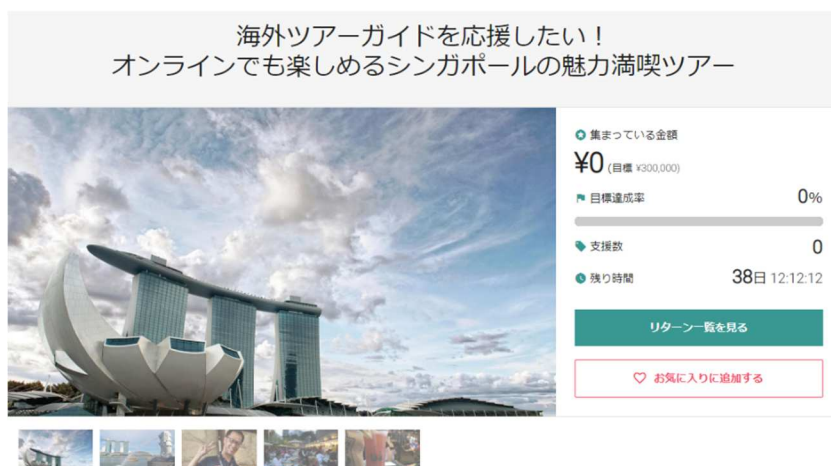 海外ツアーガイドを応援したい！
オンラインでも楽しめるシンガポールの魅力満喫ツアー
集まっている金額
¥0 (目標 ¥300,000)
目標達成率 0%
支援数 0
残り時間 38日 12:12:12
リターン一覧を見る
お気に入りに追加する